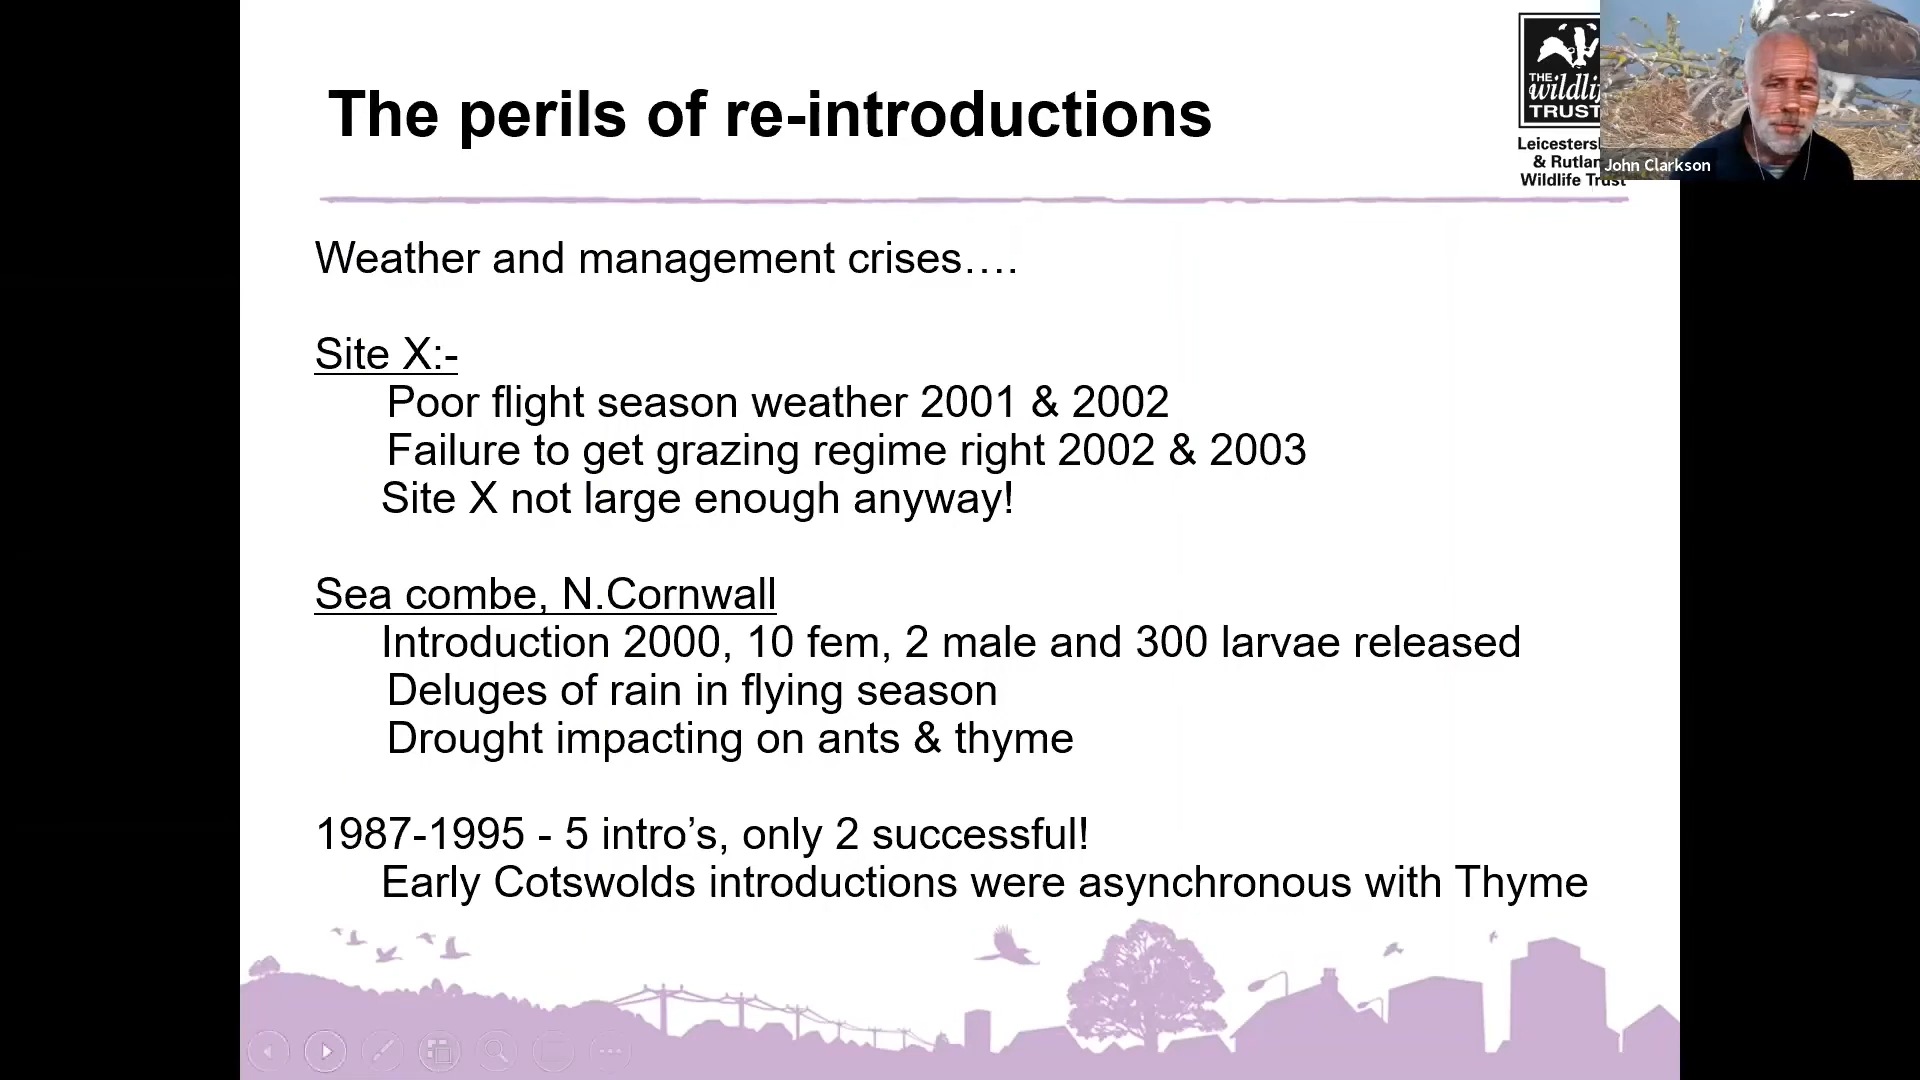 The perils of re-introductions
THE
wildli
TRUST
Leicesters
& Rutlan
Wildlife Trust
John Clarkson
Weather and management crises….
Site X:-
Poor flight season weather 2001 & 2002
Failure to get grazing regime right 2002 & 2003
Site X not large enough anyway!
Sea combe, N.Cornwall
Introduction 2000, 10 fem, 2 male and 300 larvae released
Deluges of rain in flying season
Drought impacting on ants & thyme
1987-1995 - 5 intro’s, only 2 successful!
Early Cotswolds introductions were asynchronous with Thyme